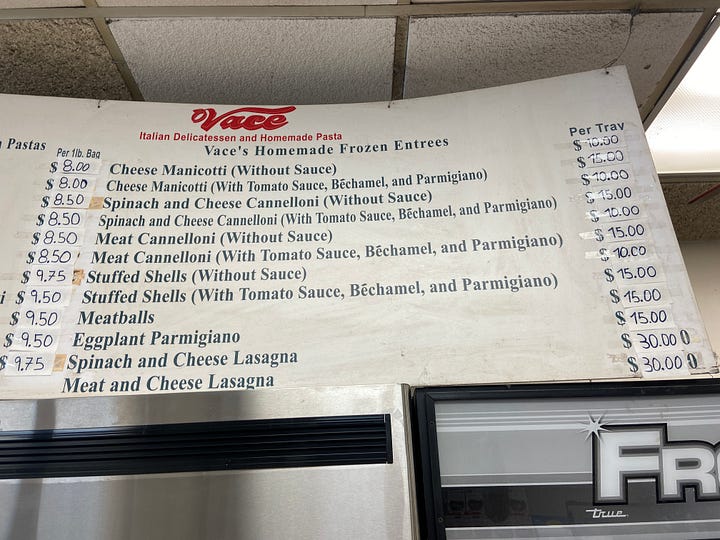 Vace
Italian Delicatessen and Homemade Pasta
Vace's Homemade Frozen Entrees
Pastas
Per 1lb. Bag
$ 8.00
$ 8.00
$ 8.50
$ 8.50
$ 8.50
$ 8.50
$ 9.75
$ 9.50
$ 9.50
$ 9.50
$ 9.75
Per Tray
Cheese Manicotti (Without Sauce) $ 10.00
Cheese Manicotti (With Tomato Sauce, Béchamel, and Parmigiano) $ 15.00
Spinach and Cheese Cannelloni (Without Sauce) $ 10.00
Spinach and Cheese Cannelloni (With Tomato Sauce, Béchamel, and Parmigiano) $ 15.00
Meat Cannelloni (Without Sauce) $ 10.00
Meat Cannelloni (With Tomato Sauce, Béchamel, and Parmigiano) $ 15.00
Stuffed Shells (Without Sauce) $ 10.00
Stuffed Shells (With Tomato Sauce, Béchamel, and Parmigiano) $ 15.00
Meatballs $ 15.00
Eggplant Parmigiano $ 15.00
Spinach and Cheese Lasagna $ 30.00 0
Meat and Cheese Lasagna $ 30.00 0
true